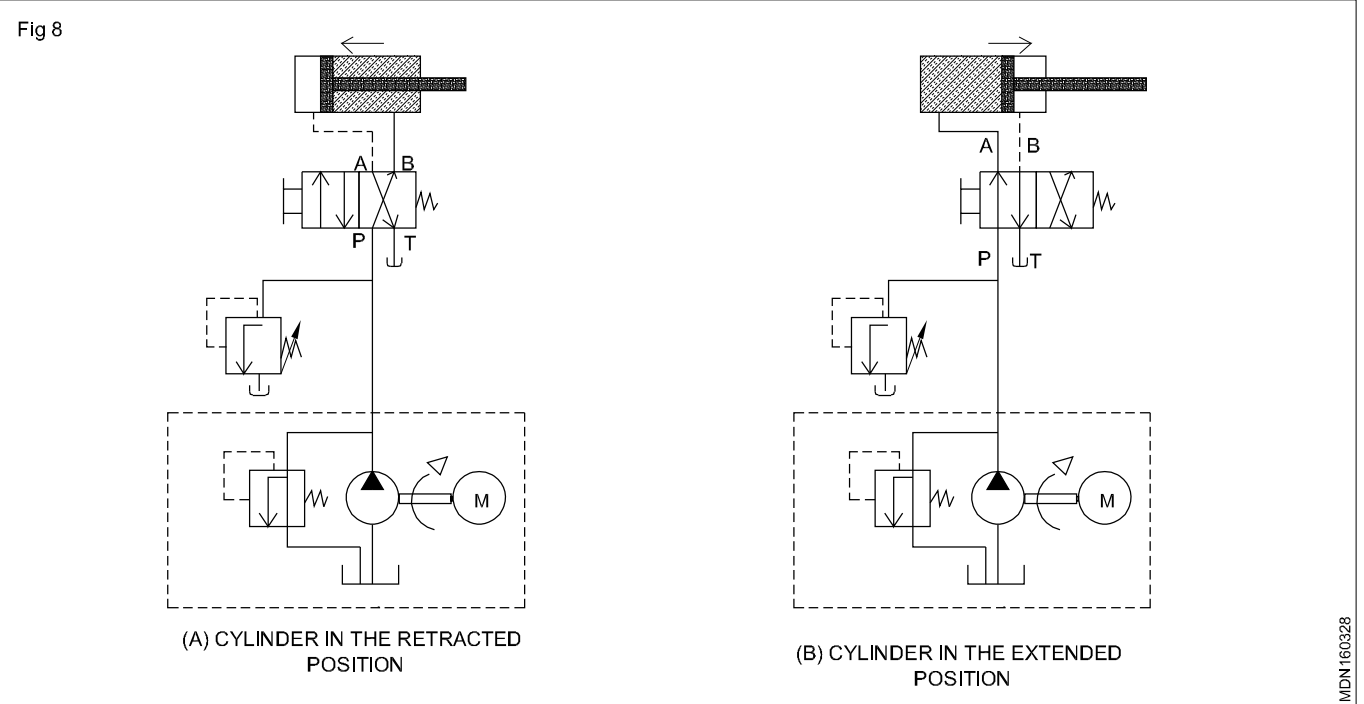 Fig 8
A B
P T
M
(A) CYLINDER IN THE RETRACTED
POSITION
A B
P T
M
(B) CYLINDER IN THE EXTENDED
POSITION
MDN160328